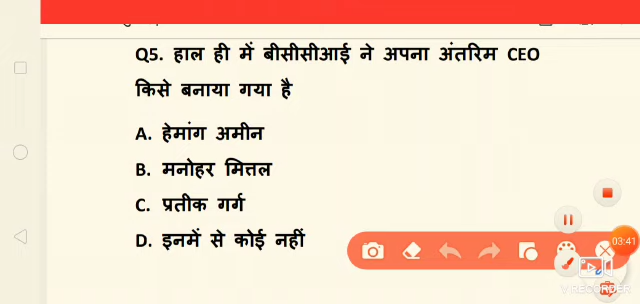 Q5. हाल ही में बीसीसीआई ने अपना अंतरिम CEO
किसे बनाया गया है
A. हेमांग अमीन
B. मनोहर मित्तल
C. प्रतीक गर्ग
D. इनमें से कोई नहीं
03:41